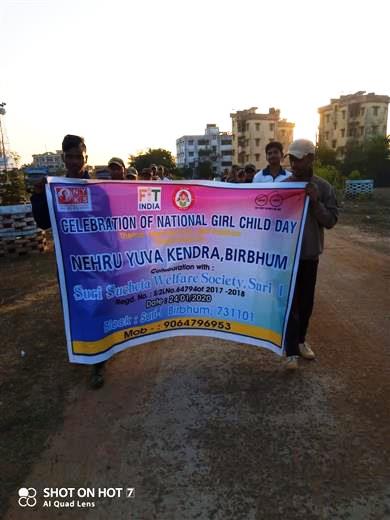 FIT
INDIA
CELEBRATION OF NATIONAL GIRL CHILD DAY
NEHRU YUVA KENDRA, BIRBHUM
Collaboration with :
Suri Sucheta Welfare Society, Suri I
Regd. No. : S/2L No. 64794 of 2017 - 2018
Date : 24/01/2020
Block : Suri-I Birbhum, 731101
Mob - : 9064796953
SHOT ON HOT 7
AI Quad Lens